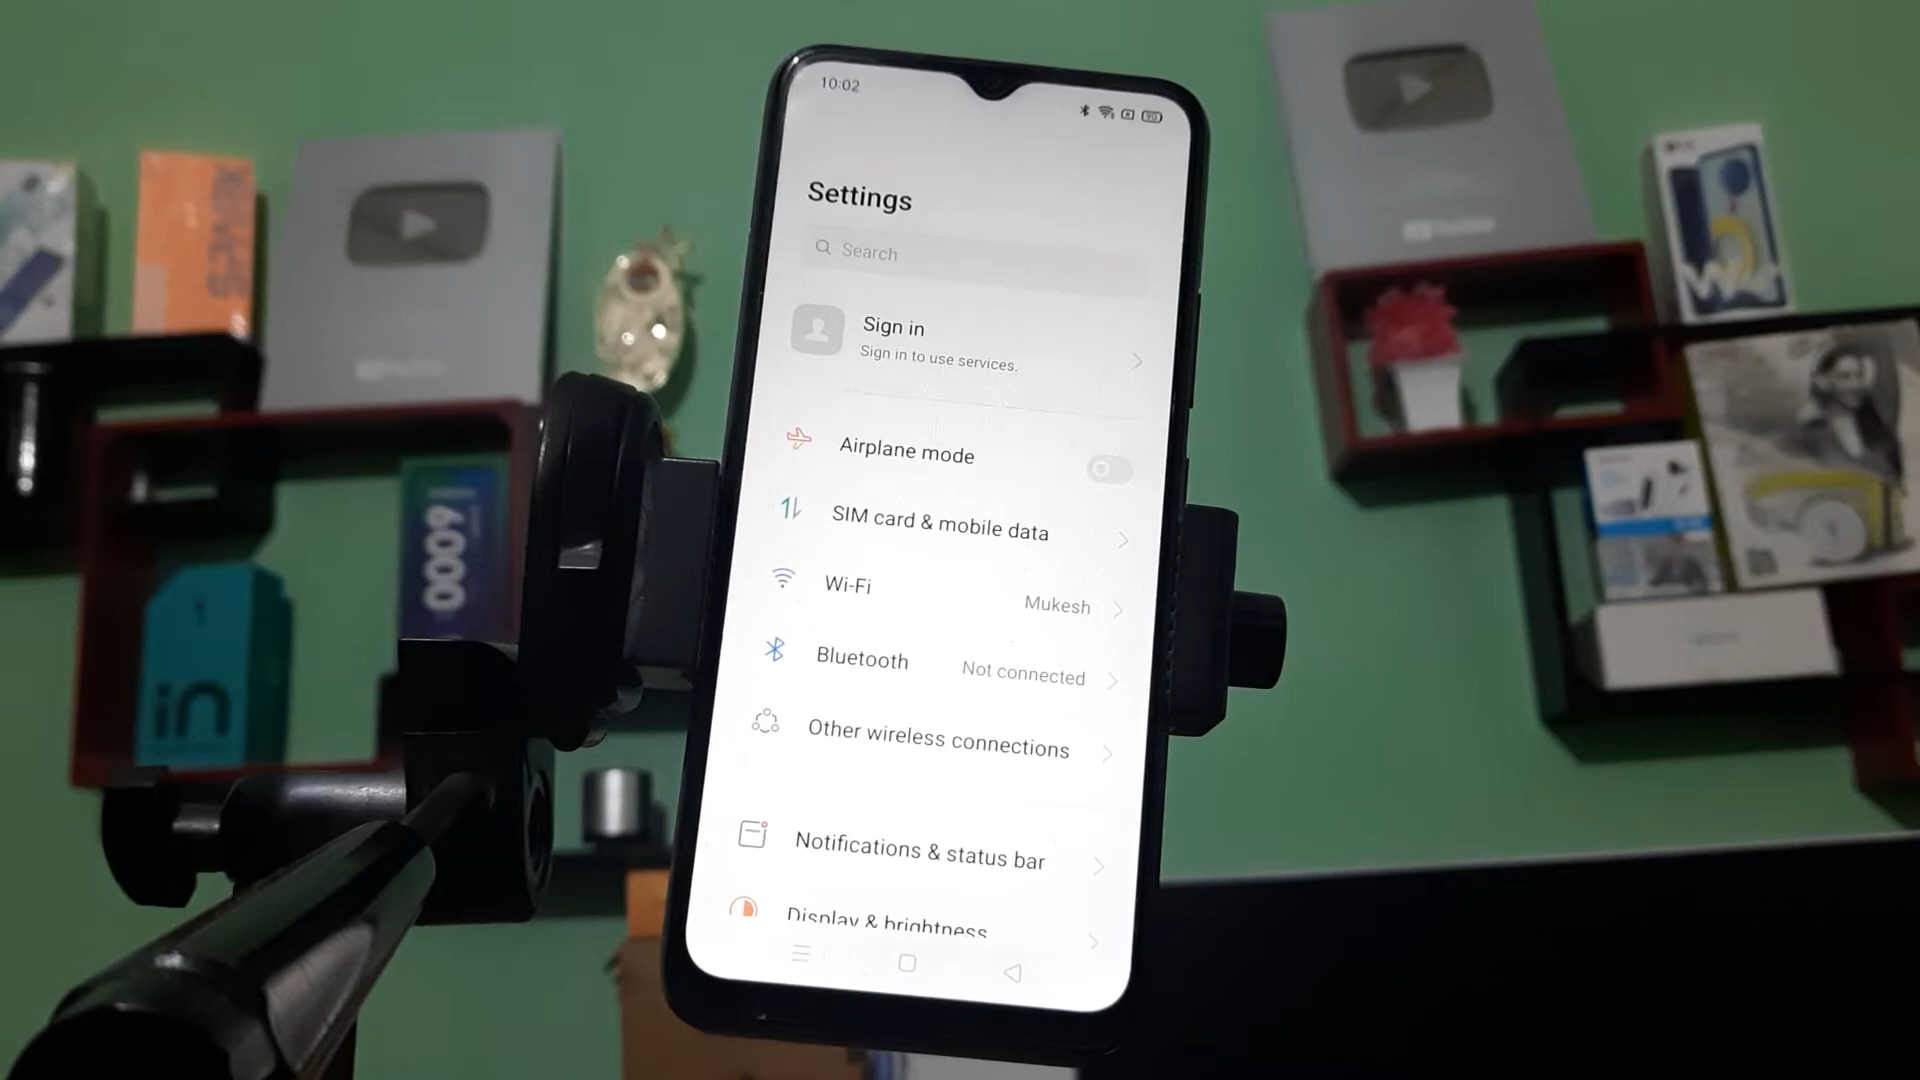 10:02
90
Settings
Search
Sign in
Sign in to use services.
Airplane mode
SIM card & mobile data
Wi-Fi
Mukesh
Bluetooth
Not connected
Other wireless connections
Notifications & status bar
Display & brightness
6000
in